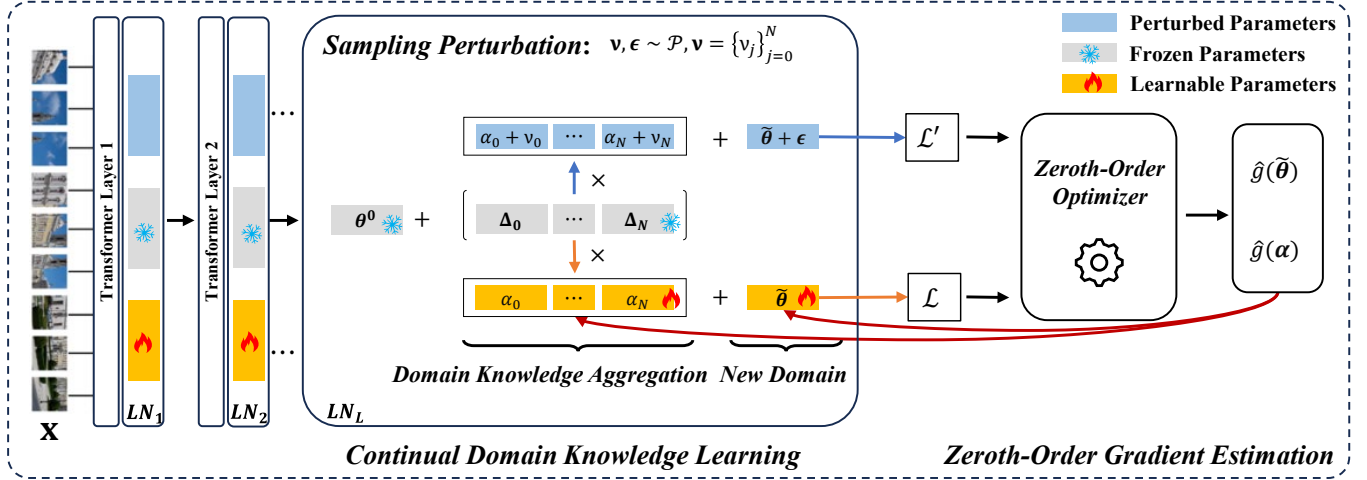 Sampling Perturbation: ν, ϵ ∼ 𝒫, ν = {ν_j}_{j=0}^N
Perturbed Parameters
Frozen Parameters
Learnable Parameters
Transformer Layer 1
Transformer Layer 2
...
α_0 + ν_0 ... α_N + ν_N + θ̃ + ϵ
ℒ′
×
θ^0 + Δ_0 ... Δ_N
×
α_0 ... α_N + θ̃
ℒ
Zeroth-Order
Optimizer
ĝ(θ̃)
ĝ(α)
...
Domain Knowledge Aggregation New Domain
LN_1 LN_2 LN_L
X
Continual Domain Knowledge Learning Zeroth-Order Gradient Estimation